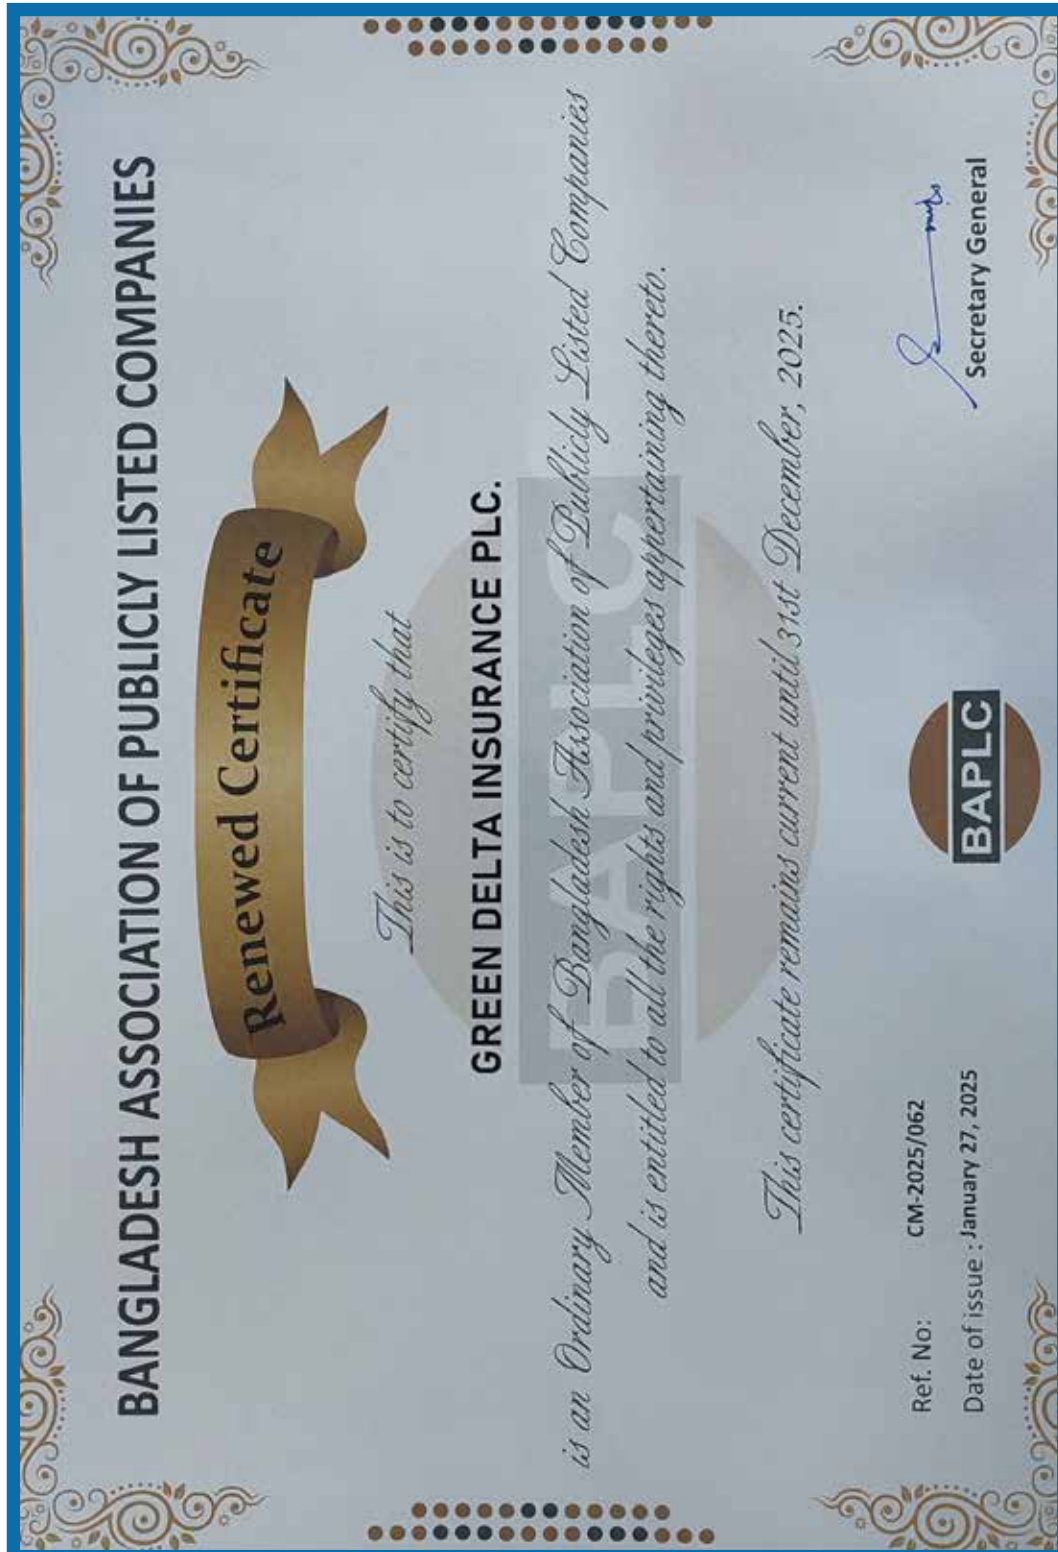 BANGLADESH ASSOCIATION OF PUBLICLY LISTED COMPANIES
Renewed Certificate
This is to certify that
GREEN DELTA INSURANCE PLC.
is an Ordinary Member of Bangladesh Association of Publicly Listed Companies
and is entitled to all the rights and privileges appertaining thereto.
This certificate remains current until 31st December, 2025.
BAPLC
Ref. No: CM-2025/062
Date of issue : January 27, 2025
BAPLC
Secretary General